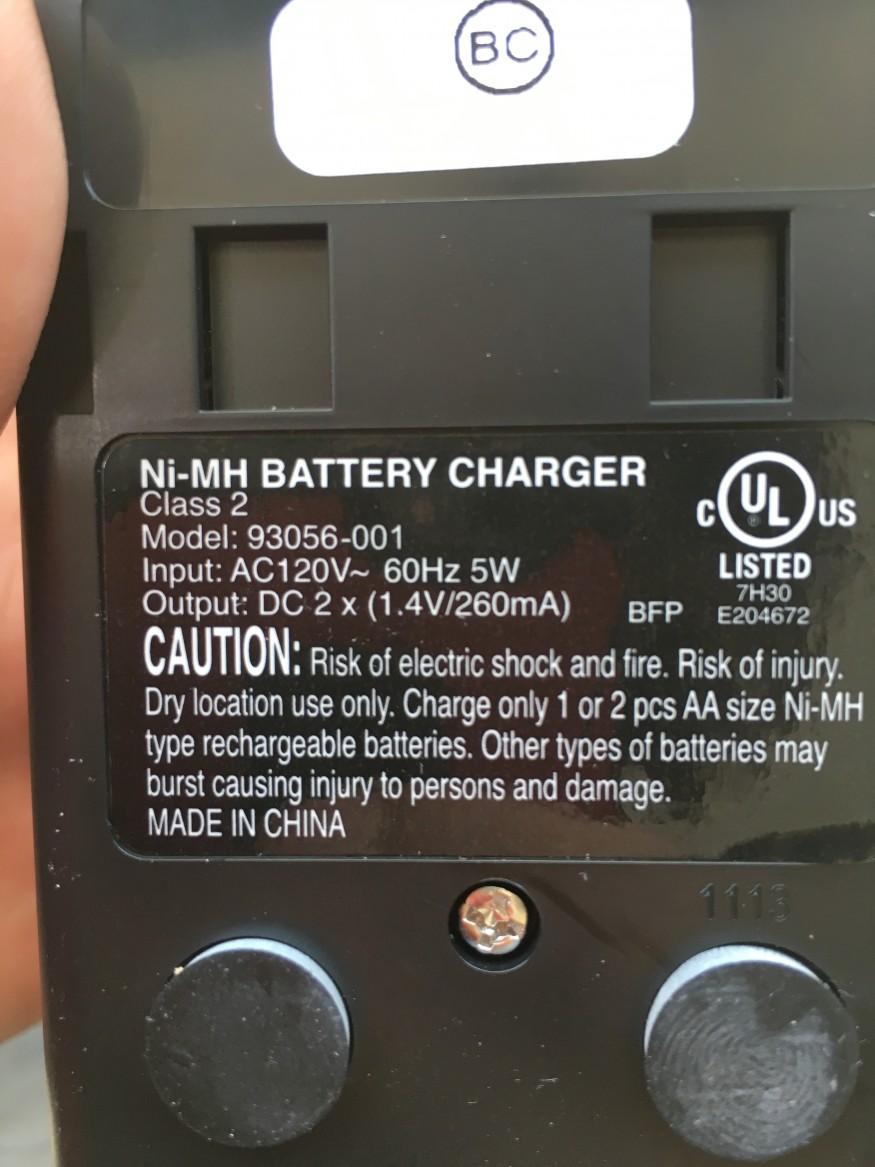 BC
Ni-MH BATTERY CHARGER
Class 2
Model: 93056-001
Input: AC120V~ 60Hz 5W
Output: DC 2 x (1.4V/260mA)
BFP
C UL ® US
LISTED
7H30
E204672
CAUTION: Risk of electric shock and fire. Risk of injury.
Dry location use only. Charge only 1 or 2 pcs AA size Ni-MH
type rechargeable batteries. Other types of batteries may
burst causing injury to persons and damage.
MADE IN CHINA
1113